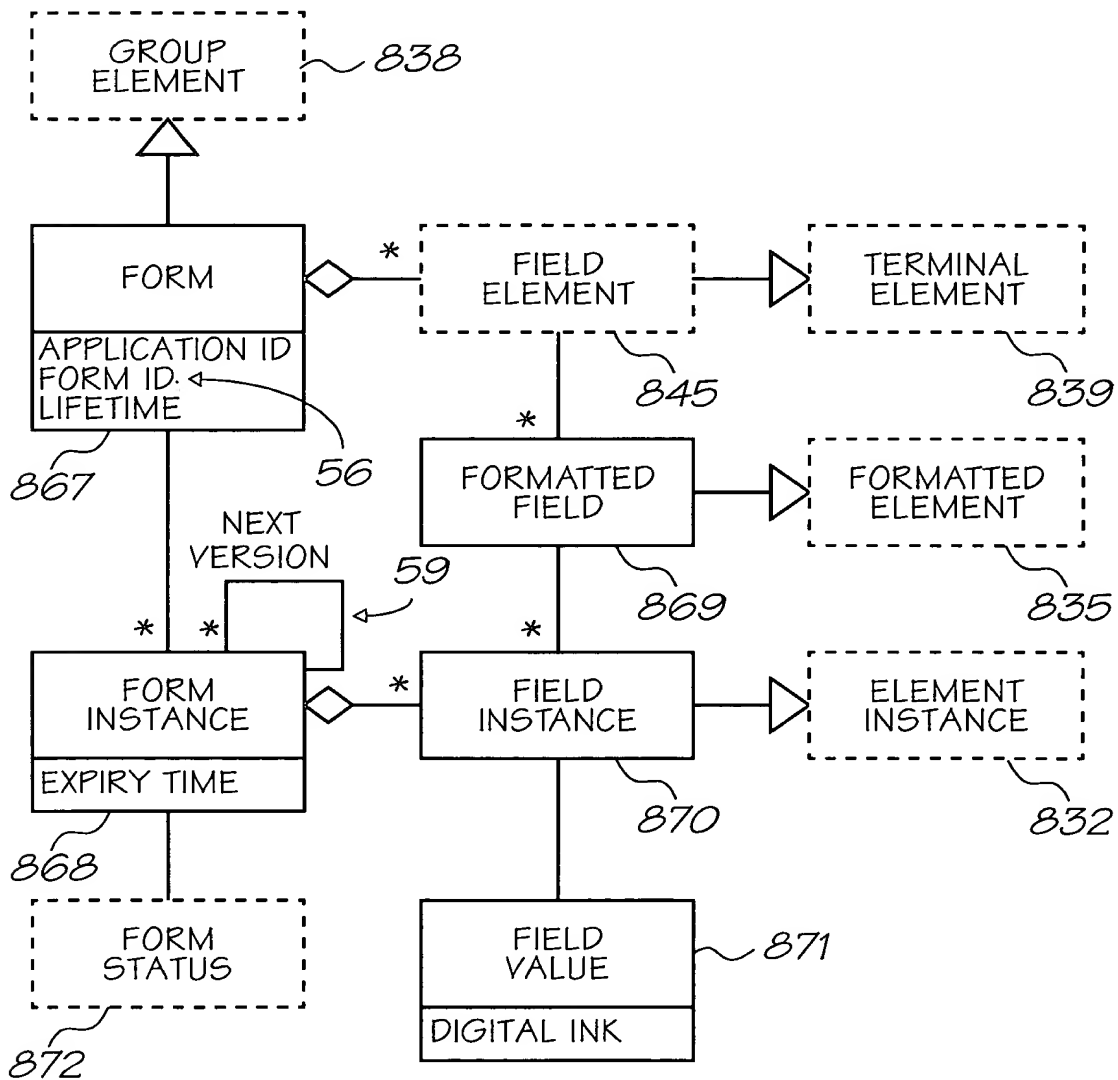 GROUP
ELEMENT
838
FORM
APPLICATION ID
FORM ID.
LIFETIME
867
56
*
FIELD
ELEMENT
845
TERMINAL
ELEMENT
839
*
FORMATTED
FIELD
869
FORMATTED
ELEMENT
835
NEXT
VERSION
59
*
*
FORM
INSTANCE
EXPIRY TIME
868
*
*
FIELD
INSTANCE
870
ELEMENT
INSTANCE
832
FORM
STATUS
872
FIELD
VALUE
DIGITAL INK
871